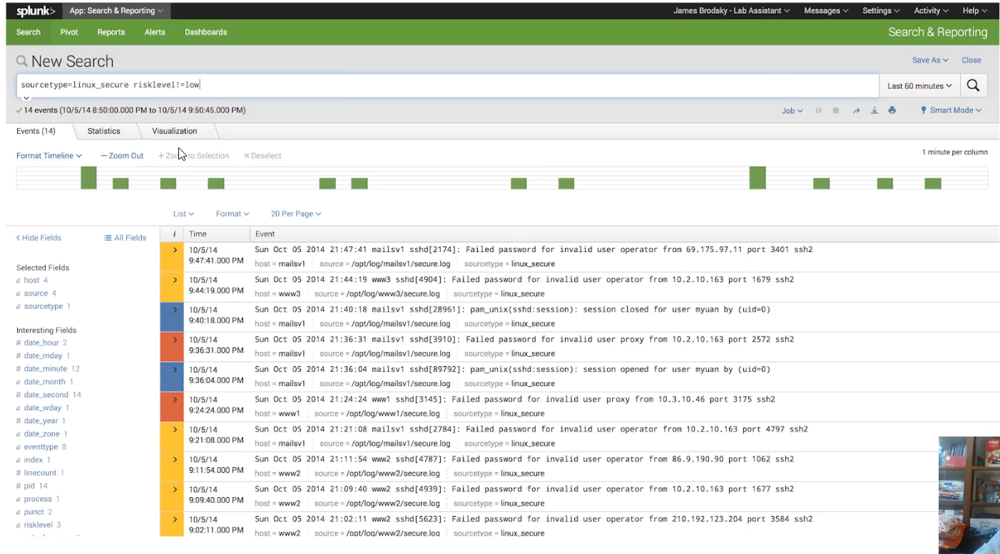 splunk> App: Search & Reporting James Brodsky - Lab Assistant Messages Settings Activity Help
Search Pivot Reports Alerts Dashboards Search & Reporting
New Search Save As Close
sourcetype=linux_secure risklevel!=low Last 60 minutes
14 events (10/5/14 8:50:00.000 PM to 10/5/14 9:50:45.000 PM) Job Smart Mode
Events (14) Statistics Visualization
Format Timeline — Zoom Out + Zoom to Selection × Deselect 1 minute per column
List Format 20 Per Page
< Hide Fields All Fields i Time Event
Selected Fields
a host 4
a source 4
a sourcetype 1
Interesting Fields
# date_hour 2
# date_mday 1
# date_minute 12
a date_month 1
# date_second 14
a date_wday 1
# date_year 1
a date_zone 1
a eventtype 8
a index 1
# linecount 1
# pid 14
a process 1
a punct 2
a risklevel 3
> 10/5/14 Sun Oct 05 2014 21:47:41 mailsv1 sshd[2174]: Failed password for invalid user operator from 69.175.97.11 port 3401 ssh2
9:47:41.000 PM host = mailsv1 source = /opt/log/mailsv1/secure.log sourcetype = linux_secure
> 10/5/14 Sun Oct 05 2014 21:44:19 www3 sshd[4904]: Failed password for invalid user operator from 10.2.10.163 port 1679 ssh2
9:44:19.000 PM host = www3 source = /opt/log/www3/secure.log sourcetype = linux_secure
> 10/5/14 Sun Oct 05 2014 21:40:18 mailsv1 sshd[28961]: pam_unix(sshd:session): session closed for user myuan by (uid=0)
9:40:18.000 PM host = mailsv1 source = /opt/log/mailsv1/secure.log sourcetype = linux_secure
> 10/5/14 Sun Oct 05 2014 21:36:31 mailsv1 sshd[3910]: Failed password for invalid user proxy from 10.2.10.163 port 2572 ssh2
9:36:31.000 PM host = mailsv1 source = /opt/log/mailsv1/secure.log sourcetype = linux_secure
> 10/5/14 Sun Oct 05 2014 21:36:04 mailsv1 sshd[89792]: pam_unix(sshd:session): session opened for user myuan by (uid=0)
9:36:04.000 PM host = mailsv1 source = /opt/log/mailsv1/secure.log sourcetype = linux_secure
> 10/5/14 Sun Oct 05 2014 21:24:24 www1 sshd[3145]: Failed password for invalid user proxy from 10.3.10.46 port 3175 ssh2
9:24:24.000 PM host = www1 source = /opt/log/www1/secure.log sourcetype = linux_secure
> 10/5/14 Sun Oct 05 2014 21:21:08 mailsv1 sshd[2784]: Failed password for invalid user operator from 10.2.10.163 port 4797 ssh2
9:21:08.000 PM host = mailsv1 source = /opt/log/mailsv1/secure.log sourcetype = linux_secure
> 10/5/14 Sun Oct 05 2014 21:11:54 www2 sshd[4787]: Failed password for invalid user operator from 86.9.190.90 port 1062 ssh2
9:11:54.000 PM host = www2 source = /opt/log/www2/secure.log sourcetype = linux_secure
> 10/5/14 Sun Oct 05 2014 21:09:40 www2 sshd[4939]: Failed password for invalid user operator from 10.2.10.163 port 1677 ssh2
9:09:40.000 PM host = www2 source = /opt/log/www2/secure.log sourcetype = linux_secure
> 10/5/14 Sun Oct 05 2014 21:02:11 www2 sshd[5623]: Failed password for invalid user operator from 210.192.123.204 port 3584 ssh2
9:02:11.000 PM host = www2 source = /opt/log/www2/secure.log sourcetype = linux_secure